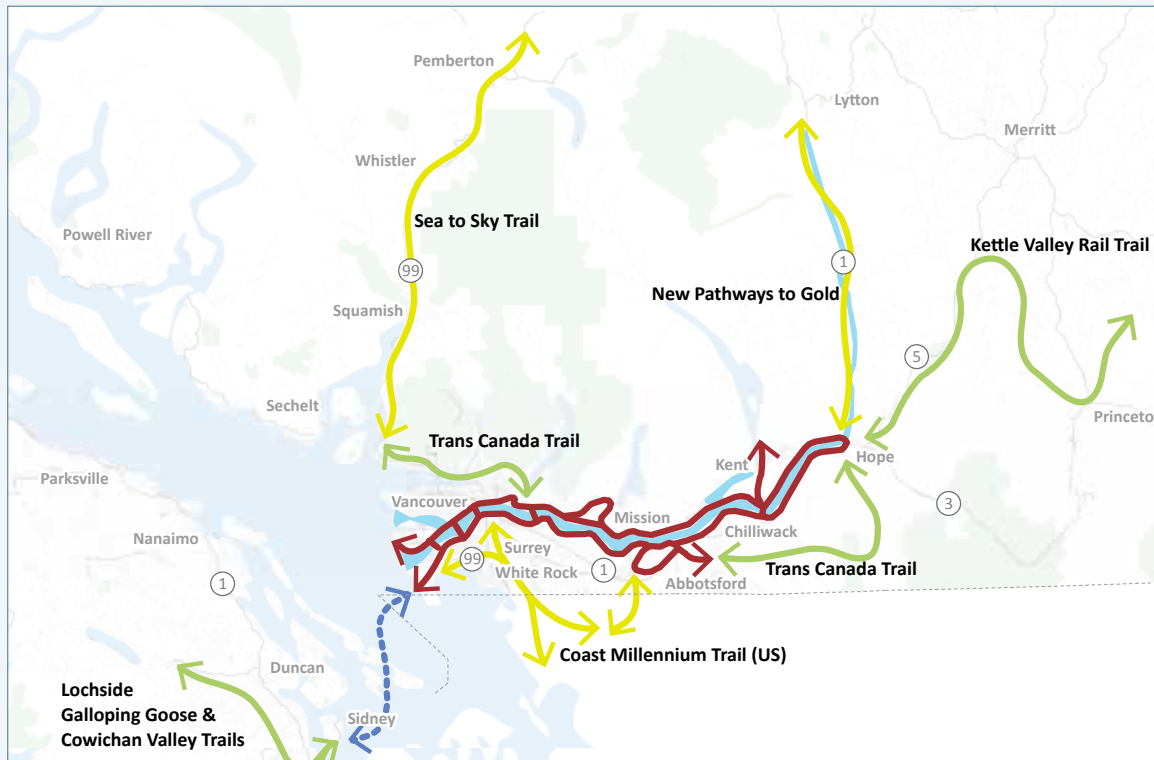 Pemberton
Lytton
Merritt
Whistler
Sea to Sky Trail
Powell River
Kettle Valley Rail Trail
99
1
New Pathways to Gold
Squamish
5
Sechelt
Princeto
Trans Canada Trail
Kent
Hope
Parksville
Vancouver
3
Mission
Chilliwack
Nanaimo
Surrey
99
White Rock
1
Abbotsford
Trans Canada Trail
1
Coast Millennium Trail (US)
Duncan
Lochside
Galloping Goose &
Cowichan Valley Trails
Sidney